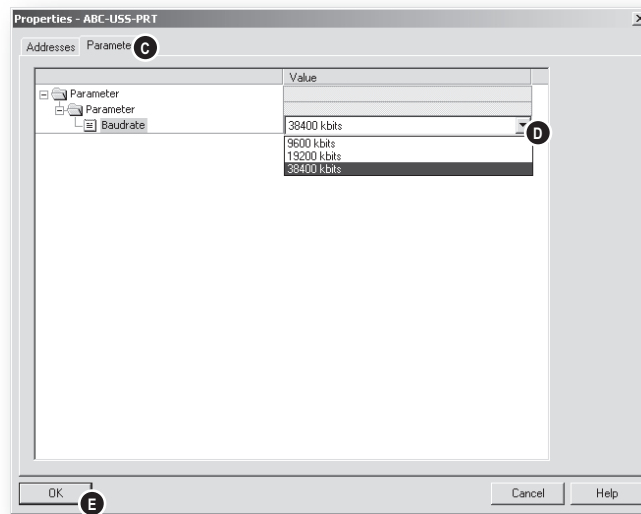 Properties - ABC-USS-PRT
Addresses
C
Value
Parameter
Parameter
Baudrate
38400 kbits
D
9600 kbits
19200 kbits
38400 kbits
OK
E
Cancel
Help